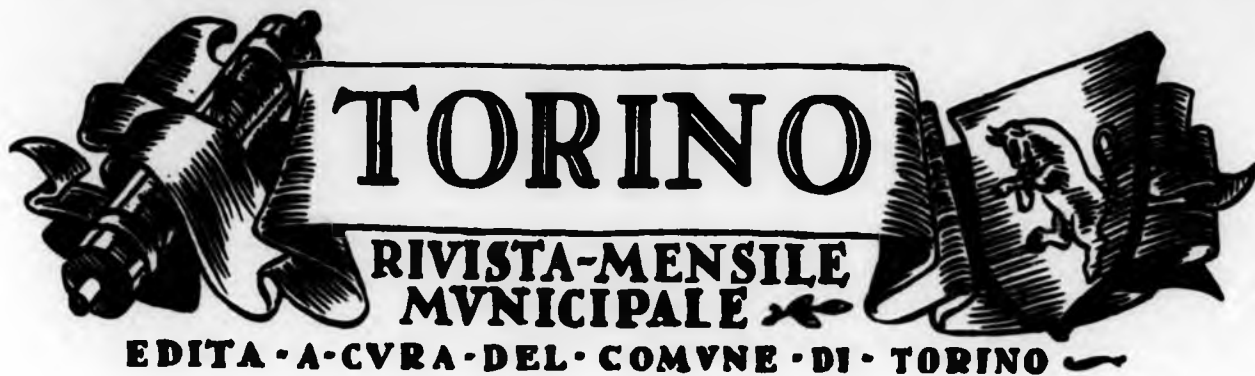 TORINO
RIVISTA-MENSILE
MVNICIPALE
EDITA-A-CVRA-DEL-COMVNE-DI-TORINO